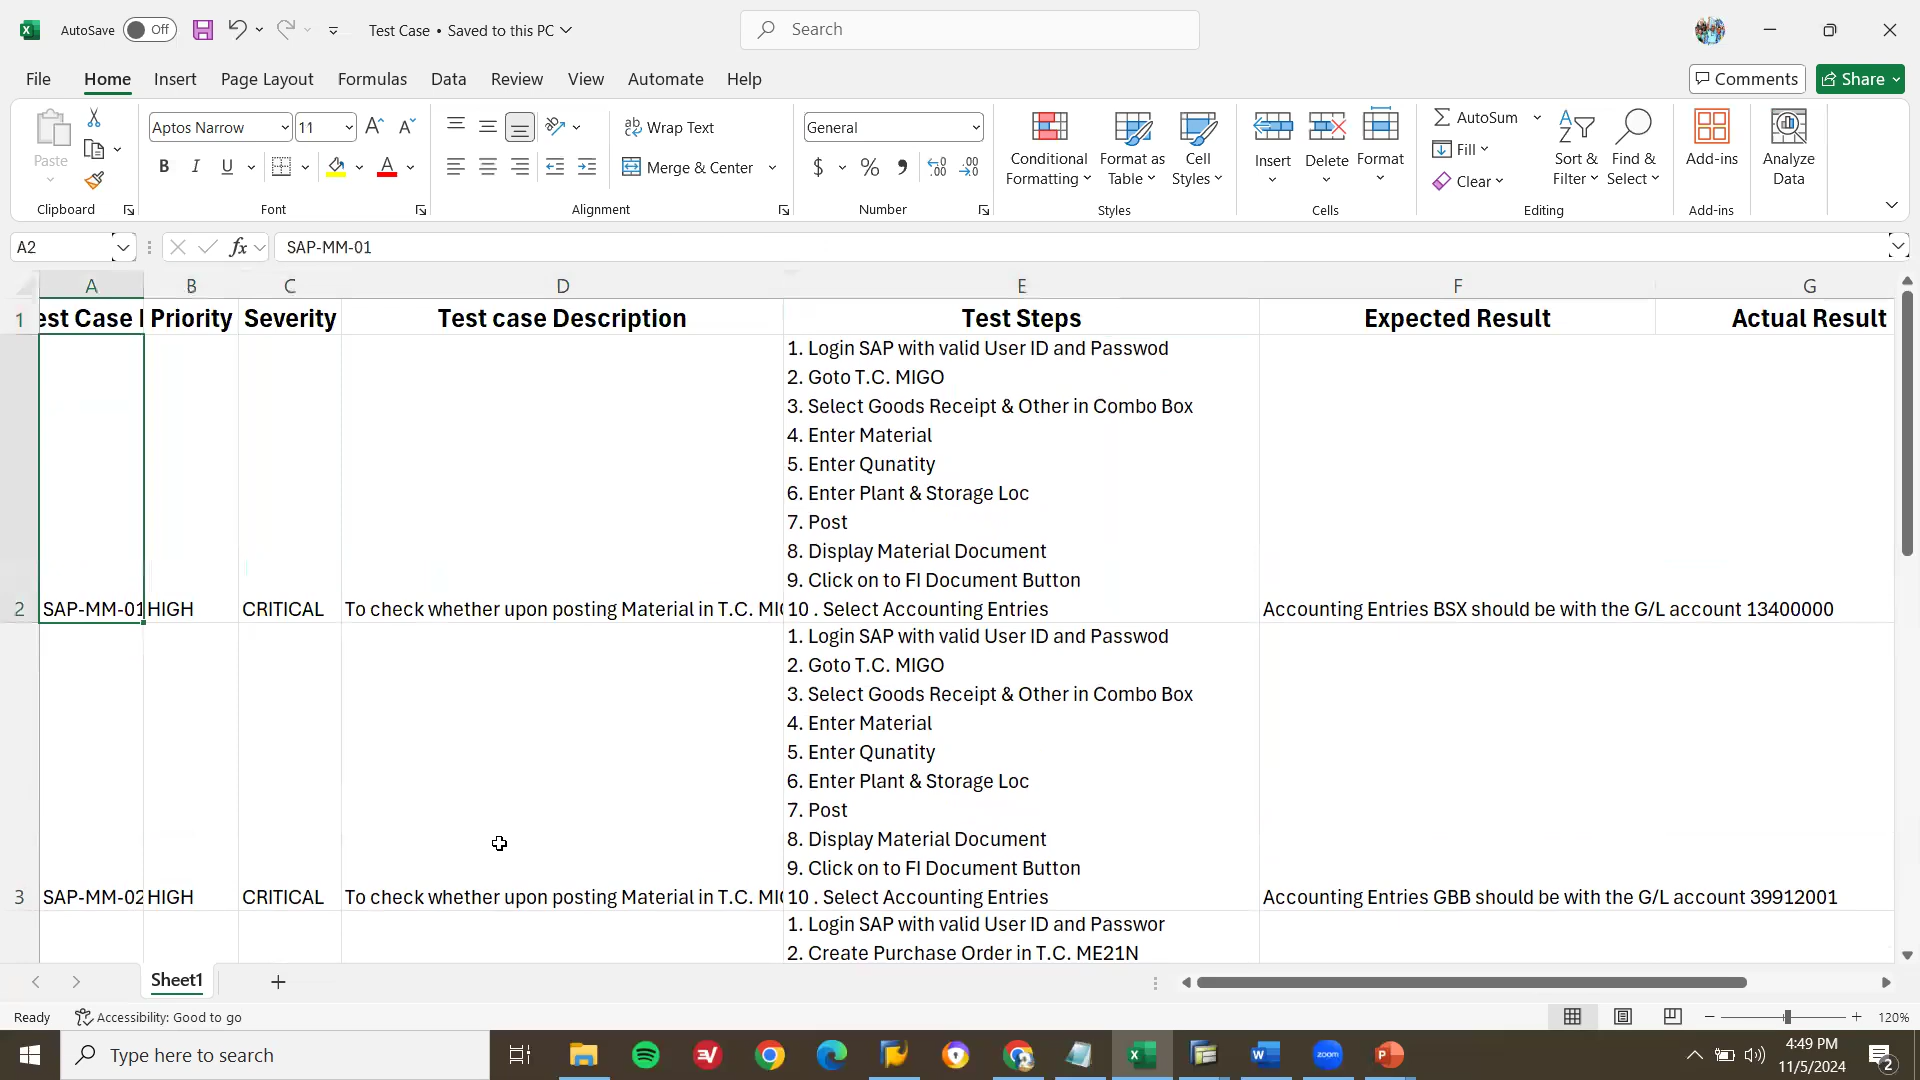 AutoSave Off Test Case • Saved to this PC Search
File Home Insert Page Layout Formulas Data Review View Automate Help Comments Share
Paste
Clipboard
Aptos Narrow 11
B I U
Font
Wrap Text
Merge & Center
Alignment
General
$ % ,
Number
Conditional Formatting
Format as Table
Cell Styles
Styles
Insert
Delete
Format
Cells
AutoSum
Fill
Clear
Sort & Filter
Find & Select
Editing
Add-ins
Add-ins
Analyze Data
A2 fx SAP-MM-01
A B C D E F G
1 est Case Priority Severity Test case Description Test Steps Expected Result Actual Result
1. Login SAP with valid User ID and Passwod
2. Goto T.C. MIGO
3. Select Goods Receipt & Other in Combo Box
4. Enter Material
5. Enter Qunatity
6. Enter Plant & Storage Loc
7. Post
8. Display Material Document
9. Click on to FI Document Button
2 SAP-MM-01 HIGH CRITICAL To check whether upon posting Material in T.C. MI 10 . Select Accounting Entries Accounting Entries BSX should be with the G/L account 13400000
1. Login SAP with valid User ID and Passwod
2. Goto T.C. MIGO
3. Select Goods Receipt & Other in Combo Box
4. Enter Material
5. Enter Qunatity
6. Enter Plant & Storage Loc
7. Post
8. Display Material Document
9. Click on to FI Document Button
3 SAP-MM-02 HIGH CRITICAL To check whether upon posting Material in T.C. MI 10 . Select Accounting Entries Accounting Entries GBB should be with the G/L account 39912001
1. Login SAP with valid User ID and Passwor
2. Create Purchase Order in T.C. ME21N
Sheet1
Ready Accessibility: Good to go 120%
Type here to search zoom 4:49 PM
11/5/2024 2